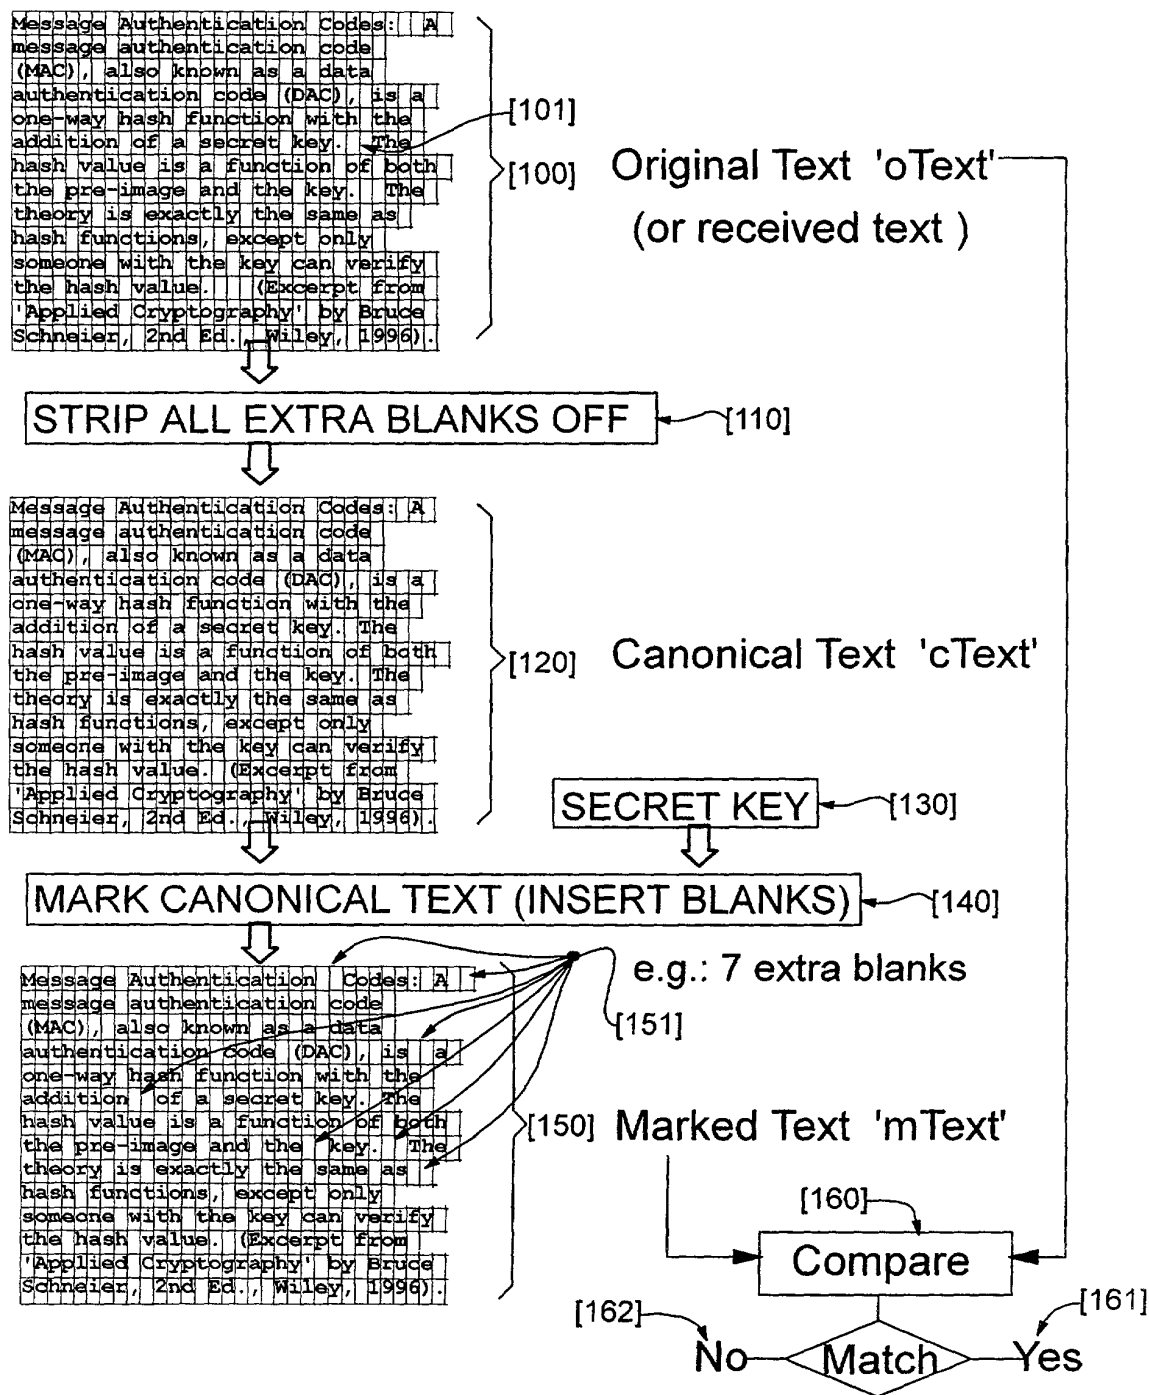 Message Authentication Codes:  A
message authentication code
(MAC), also known as a data
authentication code (DAC), is a
one-way hash function with the
addition of a secret key.  The
hash value is a function of both
the pre-image and the key.  The
theory is exactly the same as
hash functions, except only
someone with the key can verify
the hash value.  (Excerpt from
'Applied Cryptography' by Bruce
Schneier, 2nd Ed., Wiley, 1996).
[101]
[100]
Original Text 'oText'
(or received text )
STRIP ALL EXTRA BLANKS OFF
[110]
Message Authentication Codes: A
message authentication code
(MAC), also known as a data
authentication code (DAC), is a
one-way hash function with the
addition of a secret key. The
hash value is a function of both
the pre-image and the key. The
theory is exactly the same as
hash functions, except only
someone with the key can verify
the hash value. (Excerpt from
'Applied Cryptography' by Bruce
Schneier, 2nd Ed., Wiley, 1996).
[120]
Canonical Text 'cText'
SECRET KEY
[130]
MARK CANONICAL TEXT (INSERT BLANKS)
[140]
Message Authentication  Codes: A
message authentication code
(MAC), also known as a data
authentication code (DAC), is  a
one-way hash function with the
addition  of a secret key. The
hash value is a function of both
the pre-image and the  key.  The
theory is exactly the same as
hash functions, except only
someone with the key can verify
the hash value. (Excerpt from
'Applied Cryptography' by Bruce
Schneier, 2nd Ed., Wiley, 1996).
e.g.: 7 extra blanks
[151]
[150]
Marked Text 'mText'
[160]
Compare
[162]
[161]
No
Match
Yes